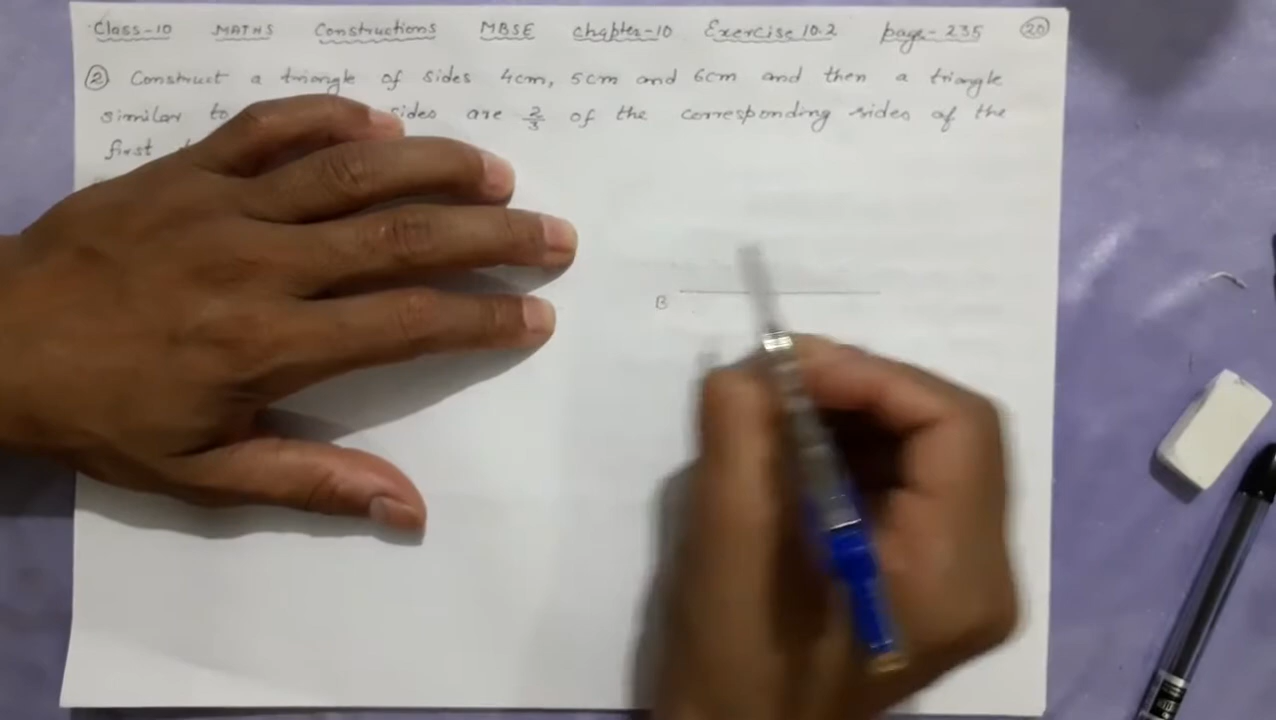 Class-10 MATHS Constructions MBSE chapter-10 Exercise 10.2 page-235 20
2 Construct a triangle of sides 4cm, 5cm and 6cm and then a triangle
similar to sides are 2/3 of the corresponding sides of the
first
B